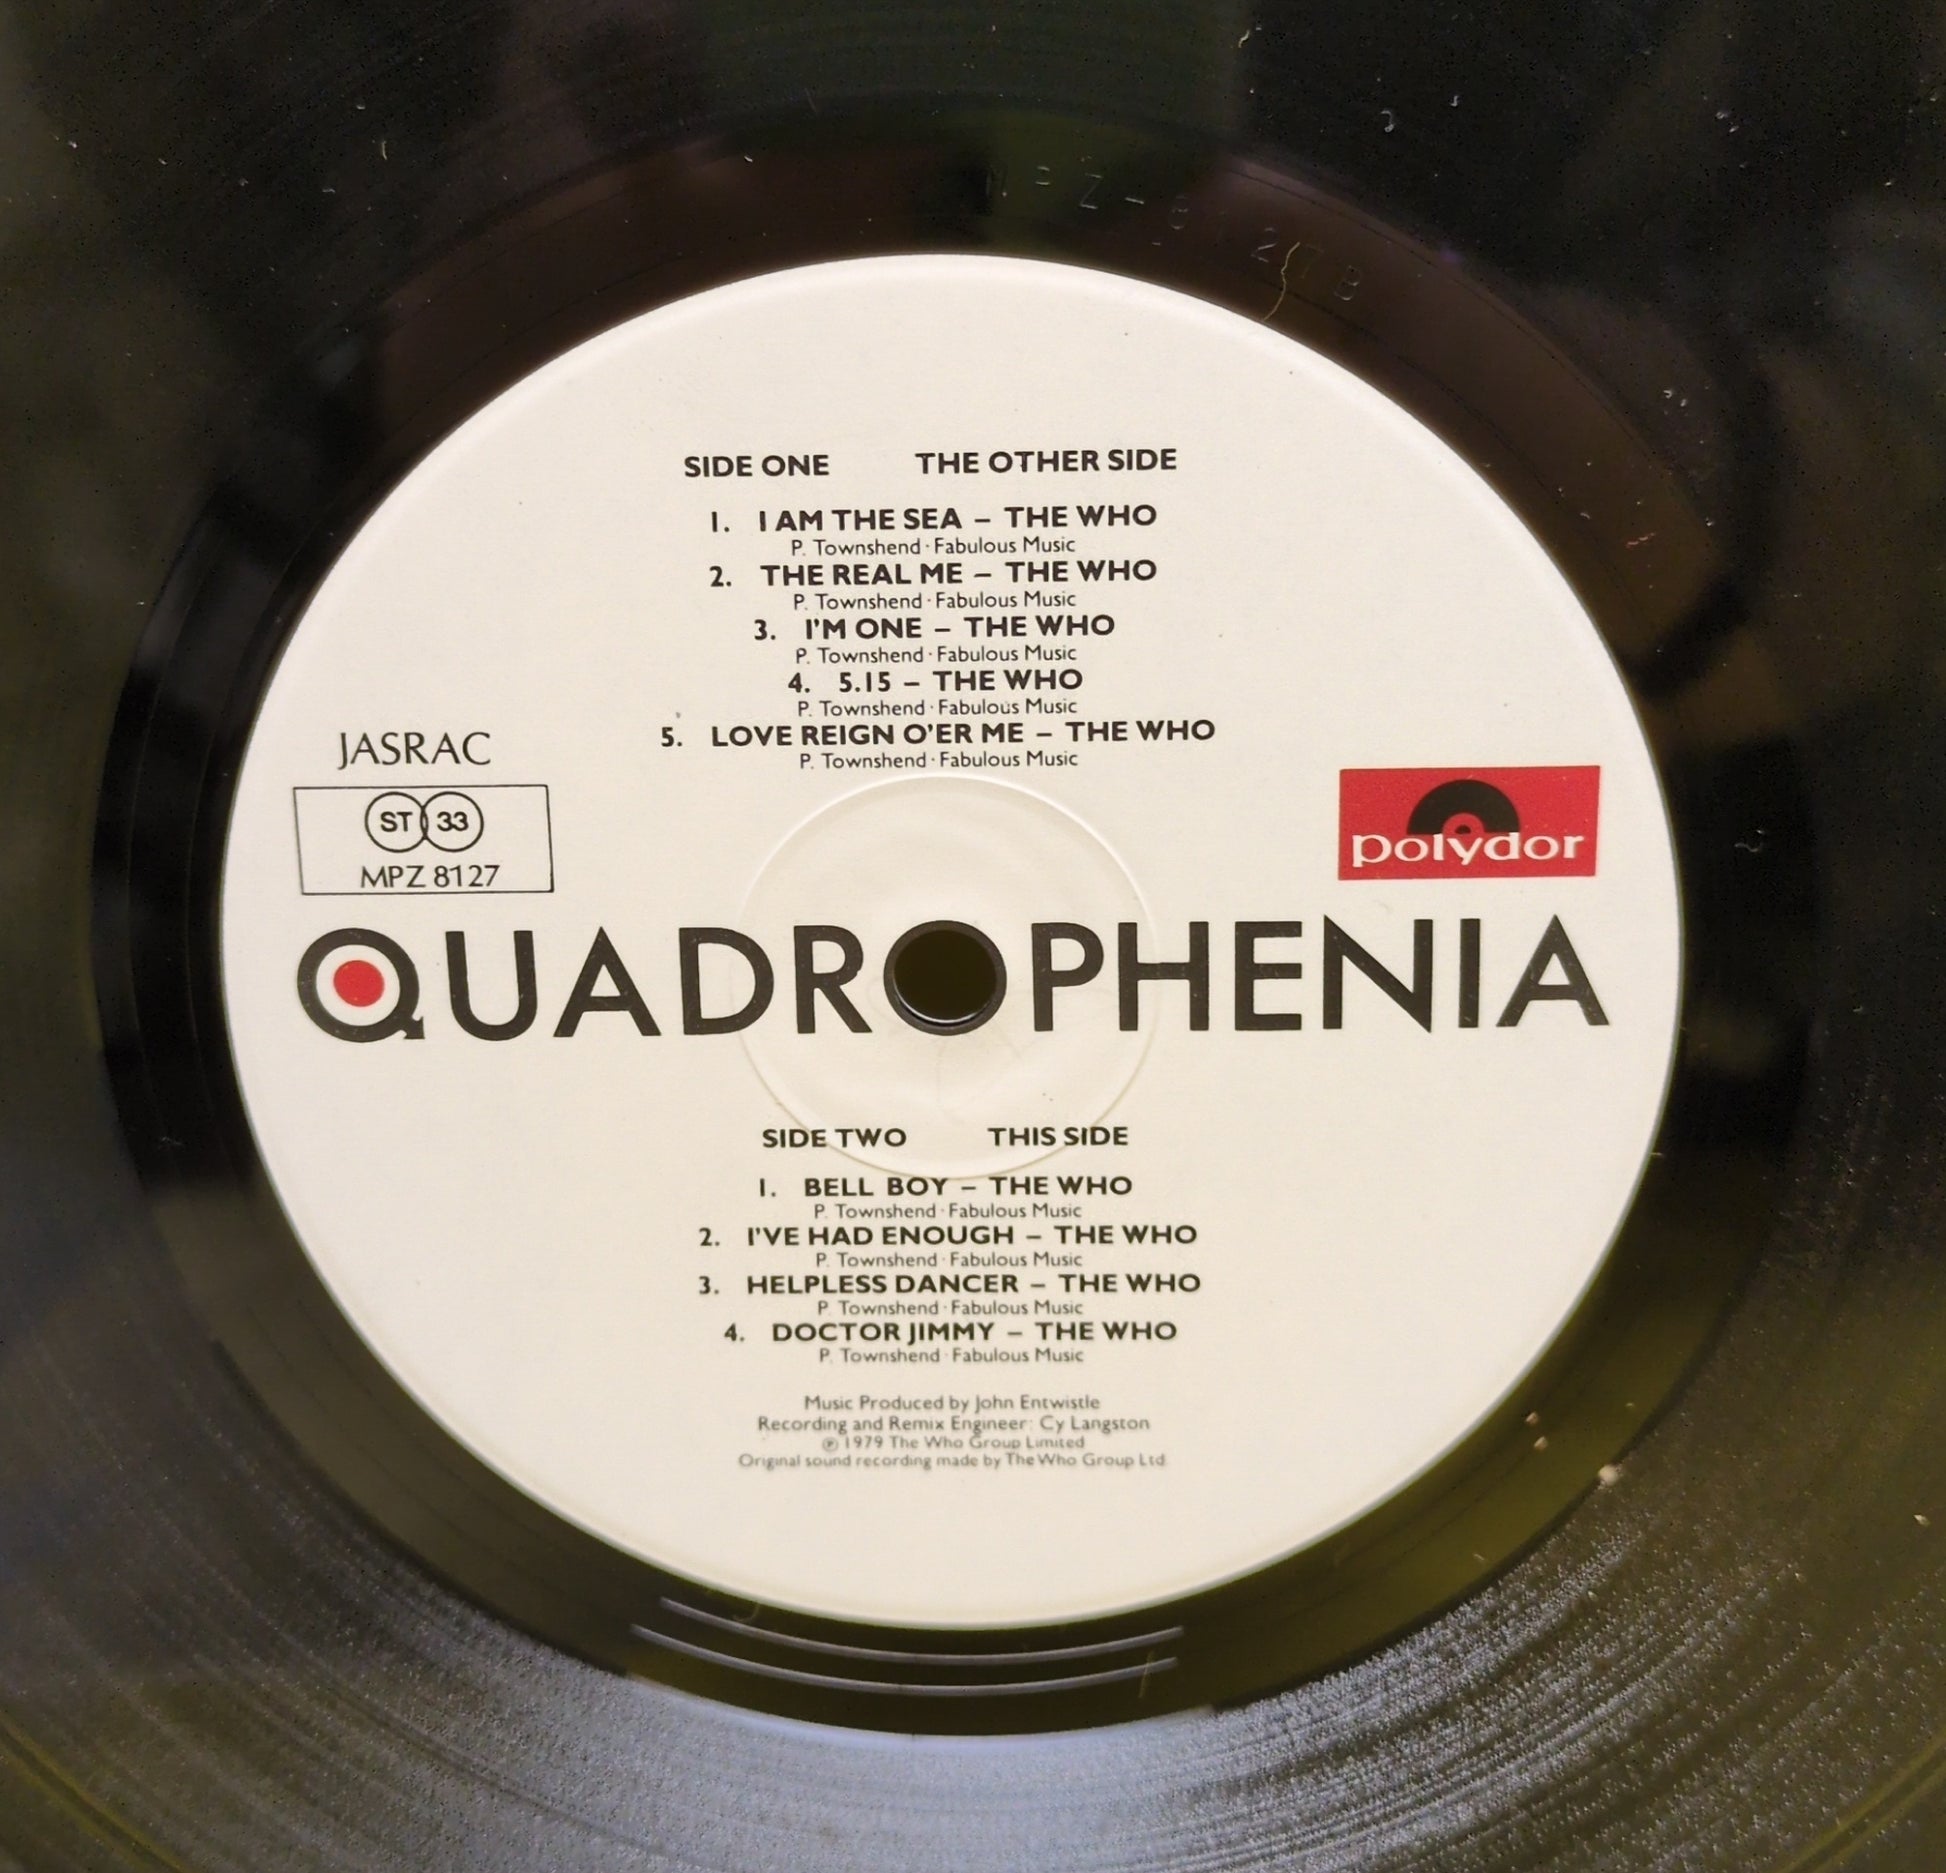 M=Z-8127B
SIDE ONE THE OTHER SIDE
1. I AM THE SEA – THE WHO
P. Townshend · Fabulous Music
2. THE REAL ME – THE WHO
P. Townshend · Fabulous Music
3. I'M ONE – THE WHO
P. Townshend · Fabulous Music
4. 5.15 – THE WHO
P. Townshend · Fabulous Music
5. LOVE REIGN O'ER ME – THE WHO
P. Townshend · Fabulous Music
JASRAC
ST 33
MPZ 8127
polydor
QUADROPHENIA
SIDE TWO THIS SIDE
1. BELL BOY – THE WHO
P. Townshend · Fabulous Music
2. I'VE HAD ENOUGH – THE WHO
P. Townshend · Fabulous Music
3. HELPLESS DANCER – THE WHO
P. Townshend · Fabulous Music
4. DOCTOR JIMMY – THE WHO
P. Townshend · Fabulous Music
Music Produced by John Entwistle
Recording and Remix Engineer: Cy Langston
℗ 1979 The Who Group Limited
Original sound recording made by The Who Group Ltd